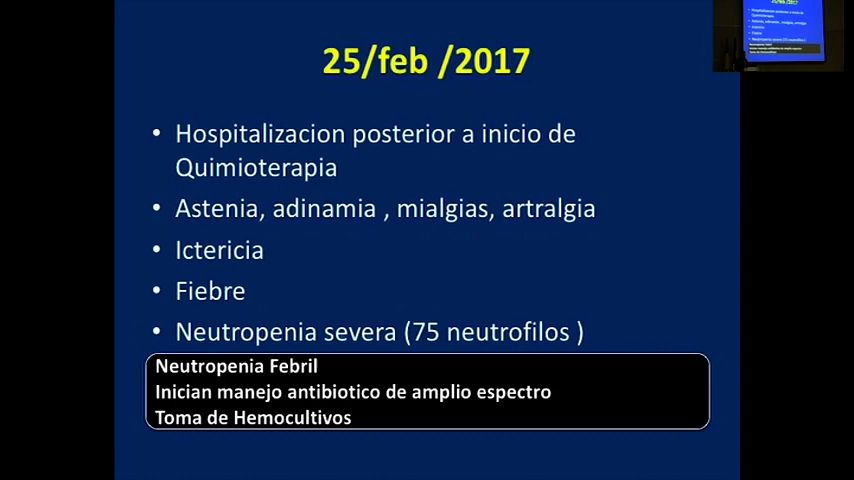 25/feb /2017
• Hospitalizacion posterior a inicio de
Quimioterapia
• Astenia, adinamia , mialgias, artralgia
• Ictericia
• Fiebre
• Neutropenia severa (75 neutrofilos )
Neutropenia Febril
Inician manejo antibiotico de amplio espectro
Toma de Hemocultivos